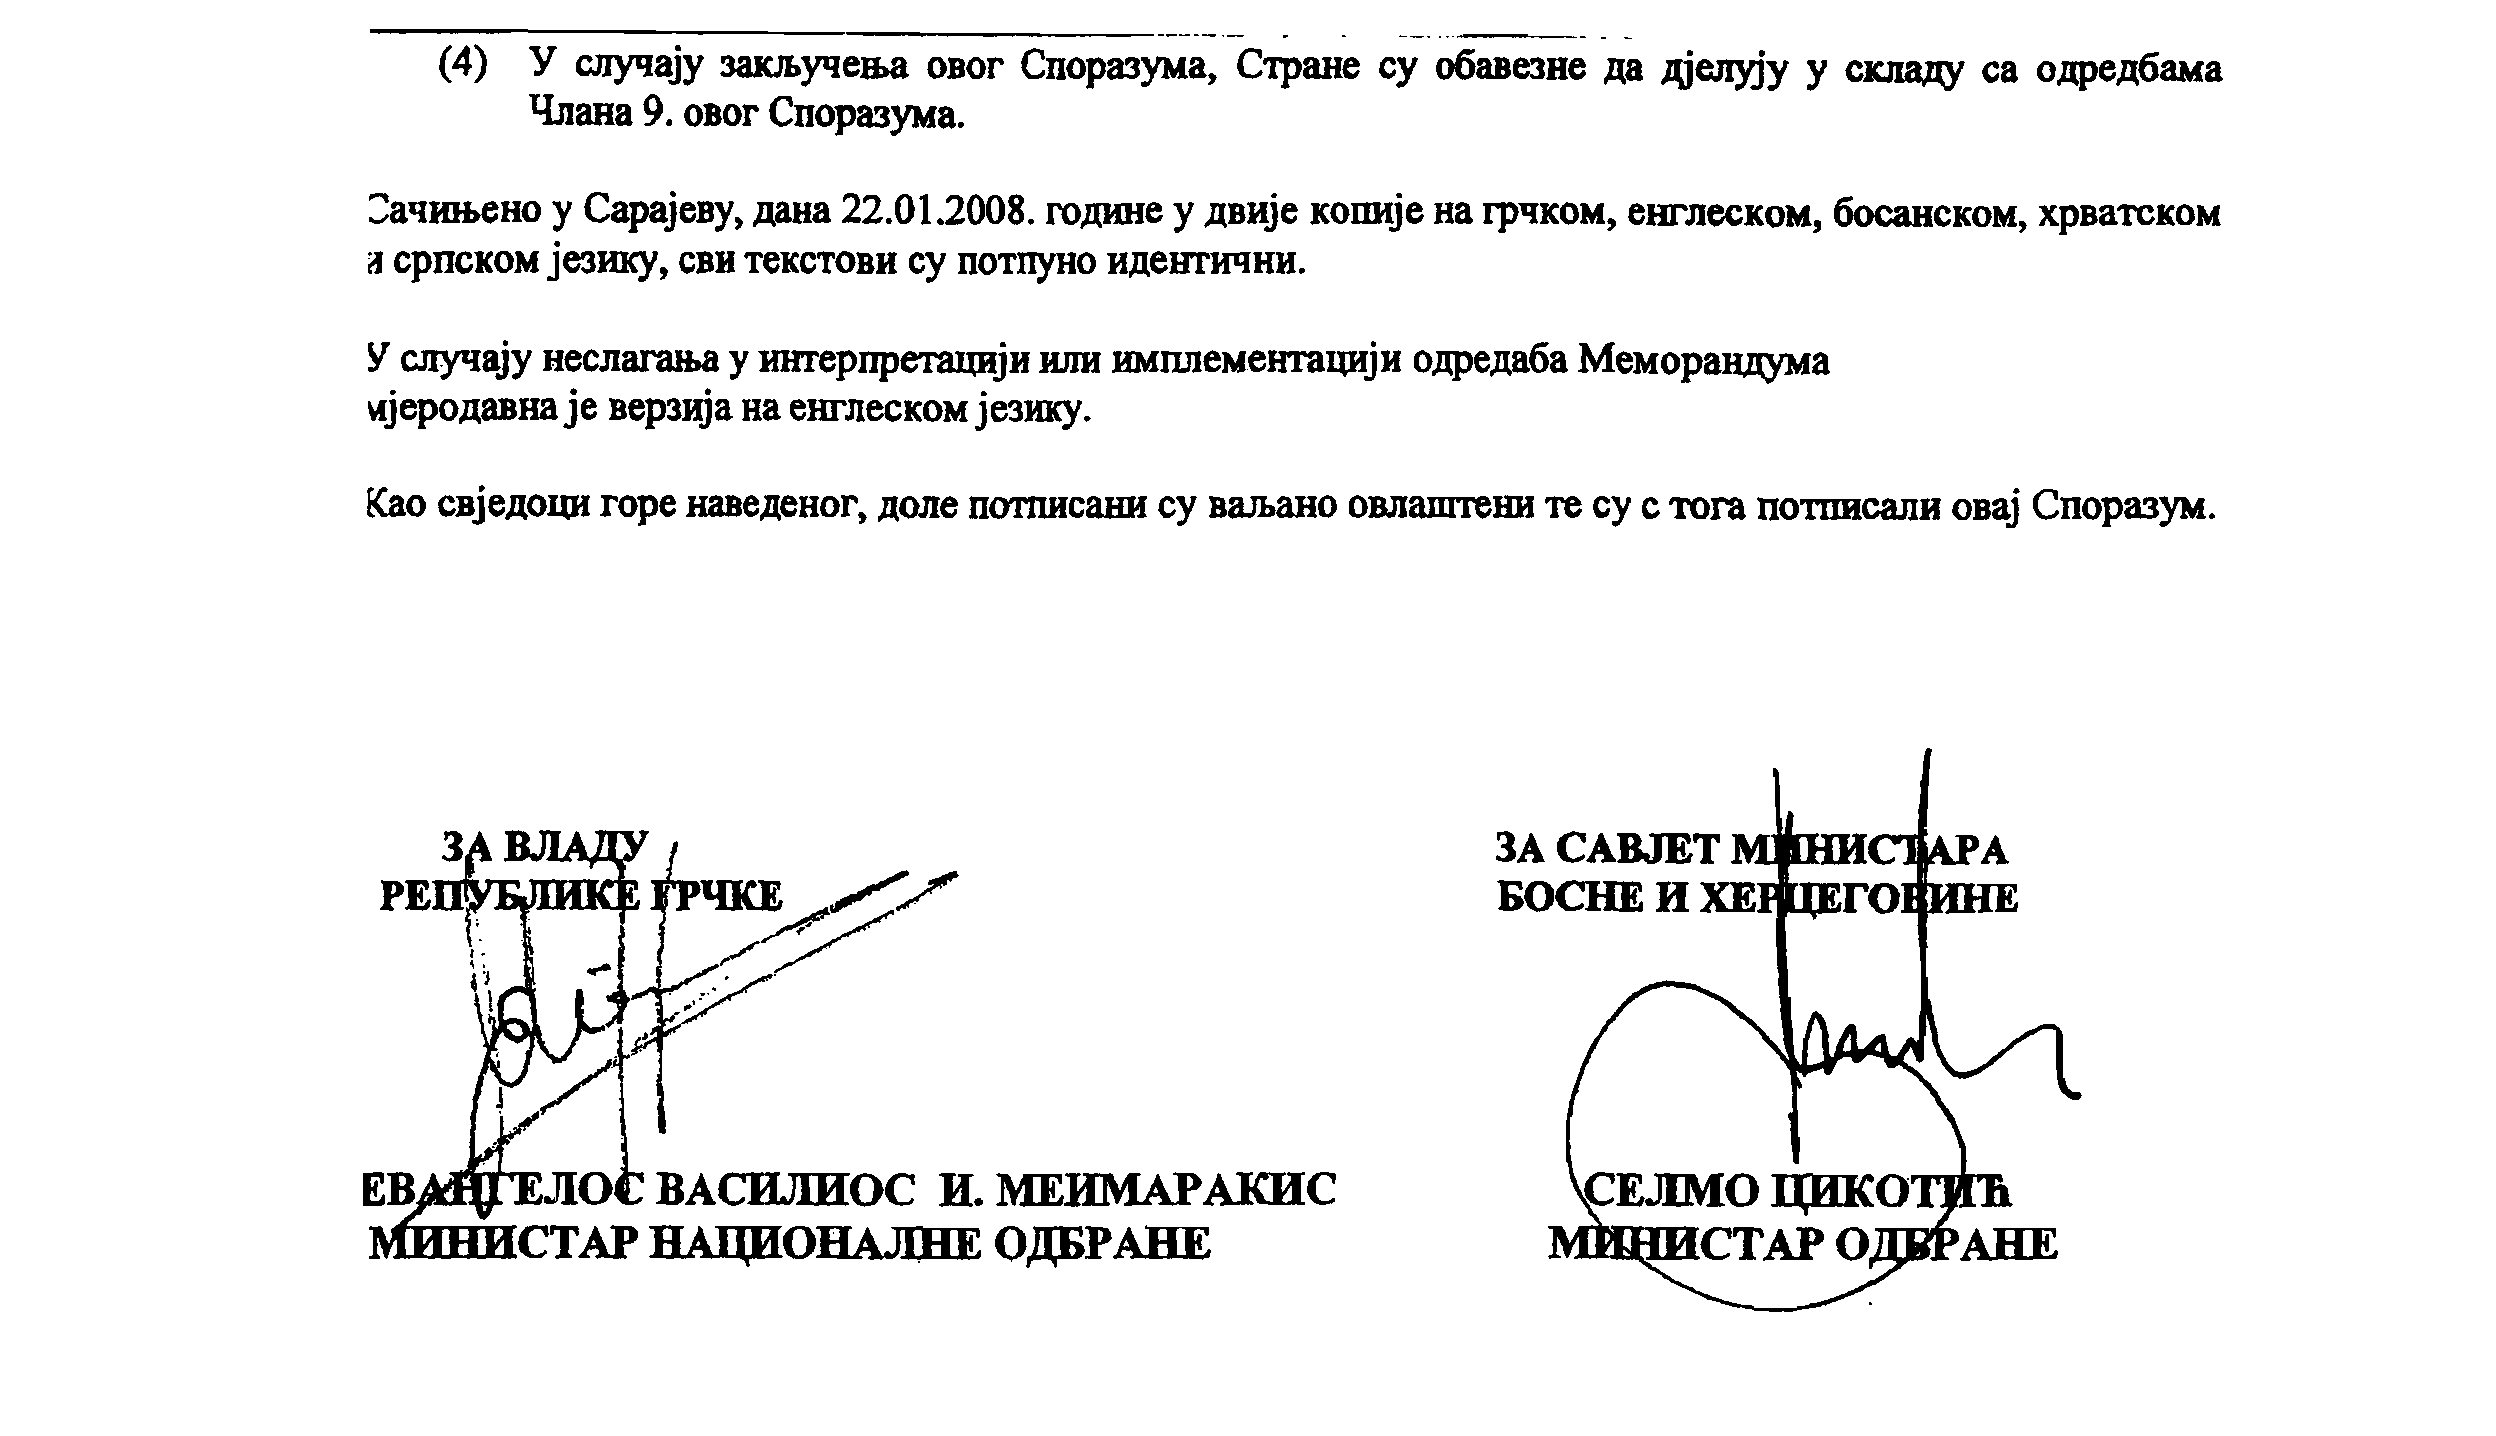 (4) У случају закључења овог Споразума, Стране су обавезне да дјелују у складу са одредбама
Члана 9. овог Споразума.
Сачињено у Сарајеву, дана 22.01.2008. године у двије копије на грчком, енглеском, босанском, хрватском
и српском језику, сви текстови су потпуно идентични.
У случају неслагања у интерпретацији или имплементацији одредаба Меморандума
мјеродавна је верзија на енглеском језику.
Као свједоци горе наведеног, доле потписани су ваљано овлаштени те су с тога потписали овај Споразум.
ЗА ВЛАДУ
РЕПУБЛИКЕ ГРЧКЕ
ЕВАНГЕЛОС ВАСИЛИОС И. МЕИМАРАКИС
МИНИСТАР НАЦИОНАЛНЕ ОДБРАНЕ
ЗА САВЈЕТ МИНИСТАРА
БОСНЕ И ХЕРЦЕГОВИНЕ
СЕЛМО ЦИКОТИЋ
МИНИСТАР ОДБРАНЕ